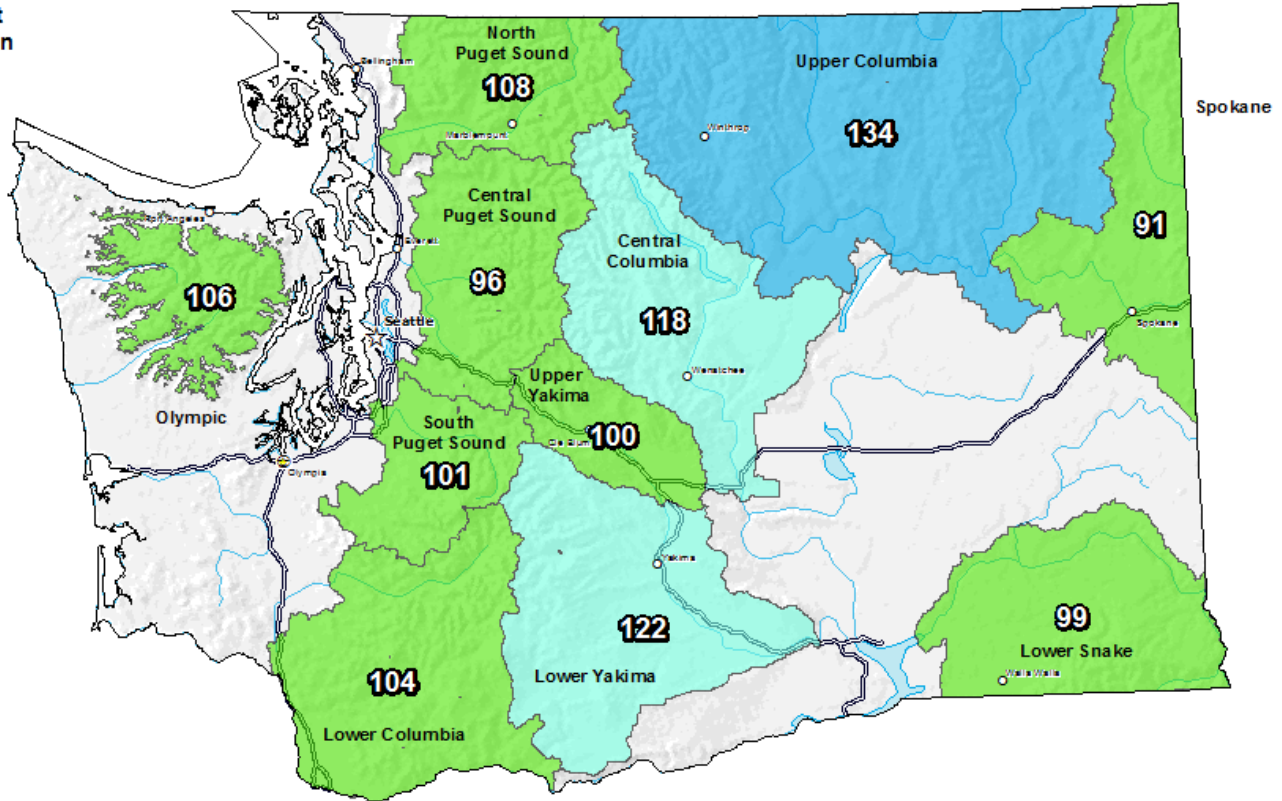 North
Puget Sound
108
Bellingham
Marblemount
Upper Columbia
134
Winthrop
Spokane
91
Spokane
Central
Puget Sound
96
Central
Columbia
118
Wenatchee
Port Angeles
106
Olympic
Everett
Seattle
Upper
Yakima
100
Cle Elum
South
Puget Sound
101
Olympia
Yakima
122
Lower Yakima
104
Lower Columbia
99
Lower Snake
Walla Walla